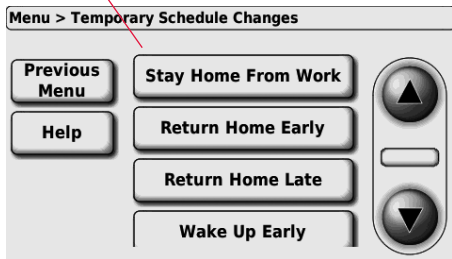 Menu > Temporary Schedule Changes
Previous
Menu
Help
Stay Home From Work
Return Home Early
Return Home Late
Wake Up Early